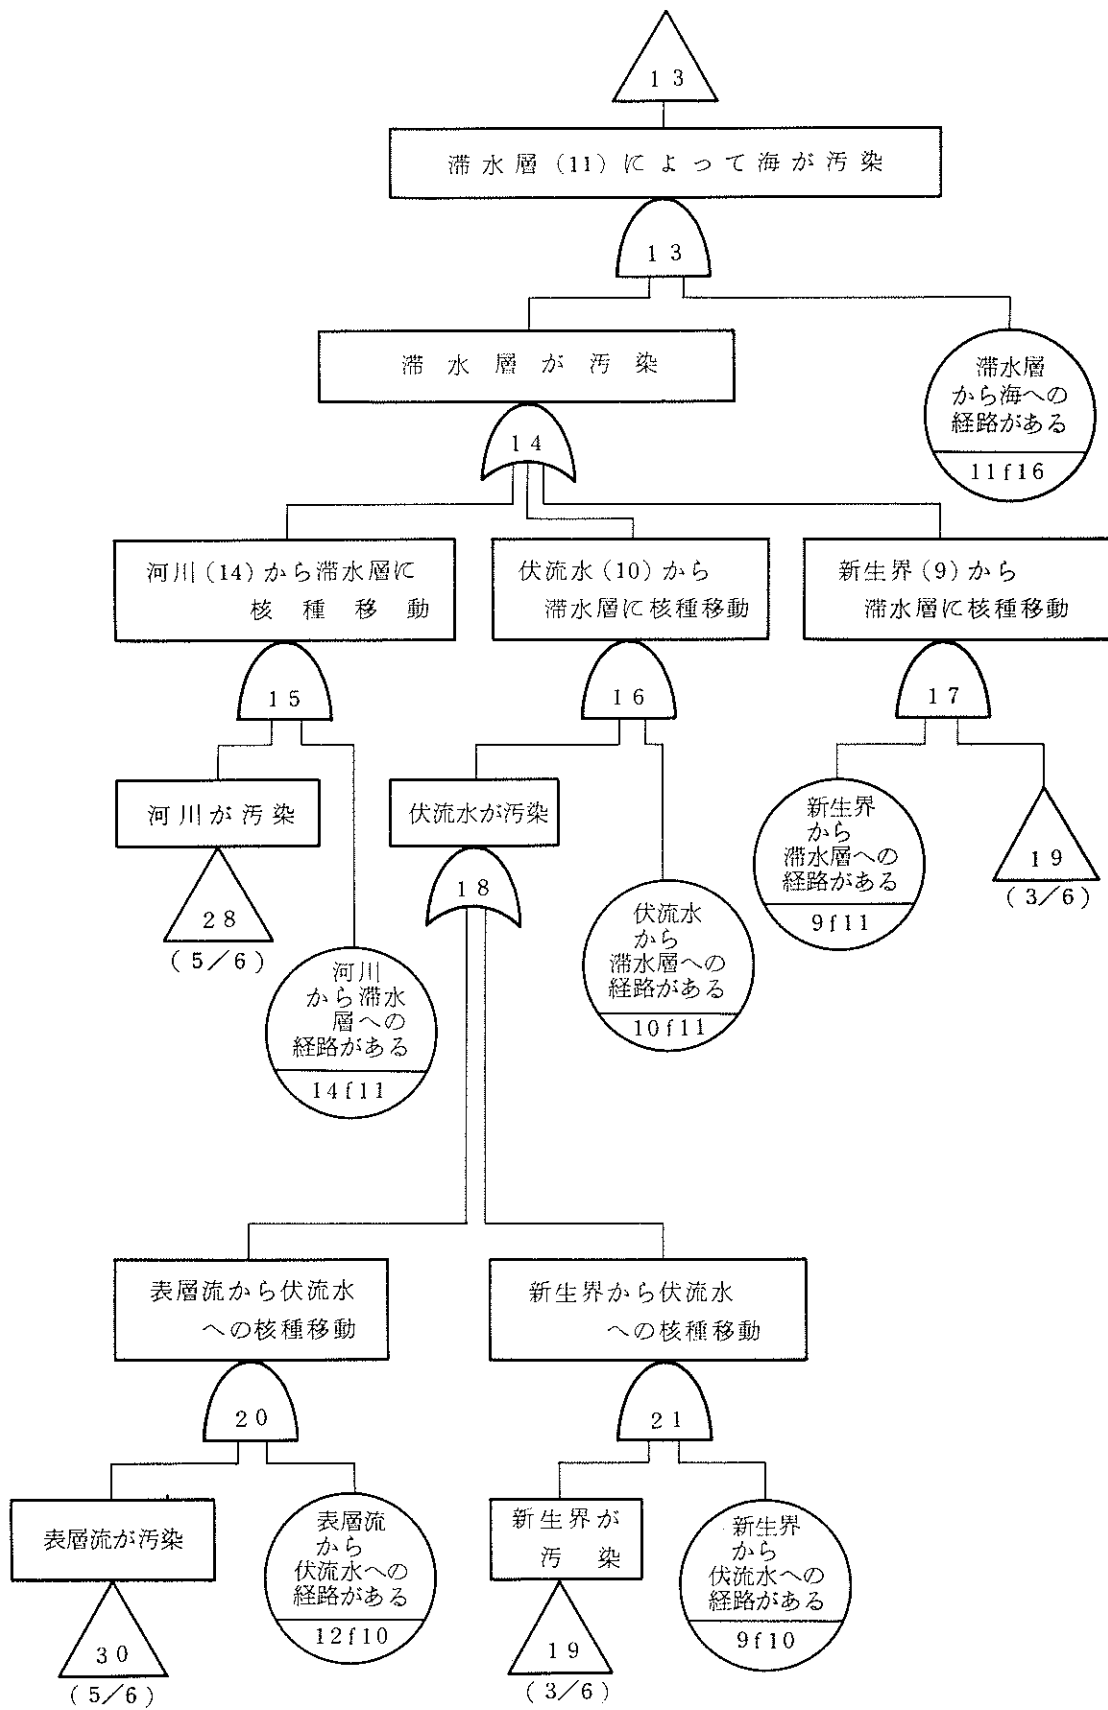 13
滞水層(11)によって海が汚染
13
滞水層が汚染
滞水層
から海への
経路がある
11f16
14
河川(14)から滞水層に
核種移動
伏流水(10)から
滞水層に核種移動
新生界(9)から
滞水層に核種移動
15
16
17
河川が汚染
伏流水が汚染
新生界
から
滞水層への
経路がある
9f11
19
(3/6)
28
(5/6)
18
河川
から滞水
層への
経路がある
14f11
伏流水
から
滞水層への
経路がある
10f11
表層流から伏流水
への核種移動
新生界から伏流水
への核種移動
20
21
表層流が汚染
表層流
から
伏流水への
経路がある
12f10
新生界が
汚染
新生界
から
伏流水への
経路がある
9f10
30
(5/6)
19
(3/6)